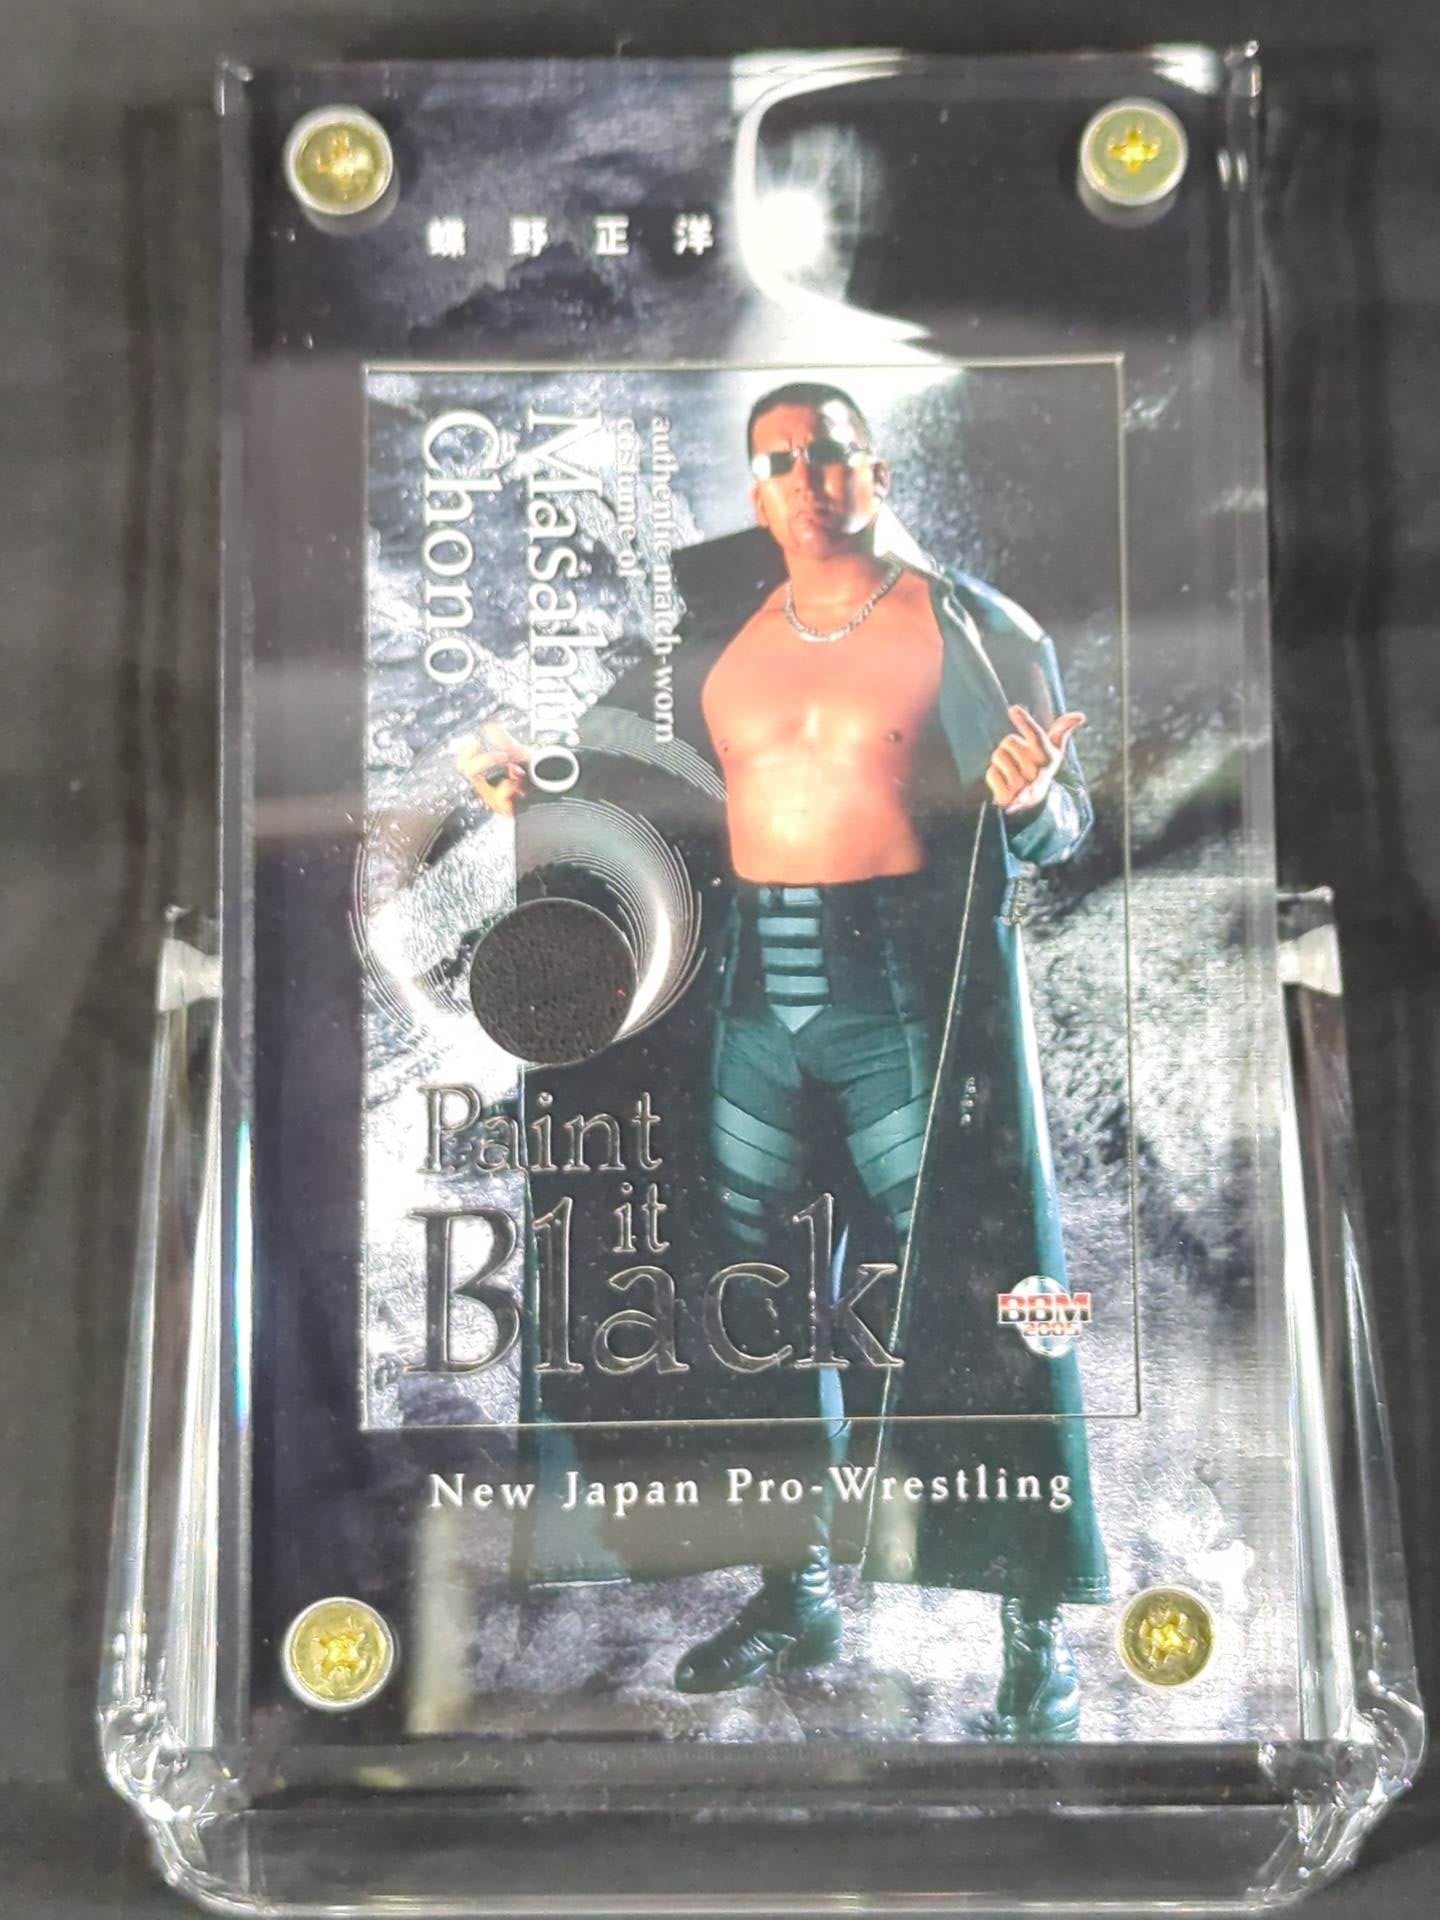 蝶野正洋
authentic match-worn
costume of
Masahiro
Chono
Paint
it
Black
BBM
2005
New Japan Pro-Wrestling